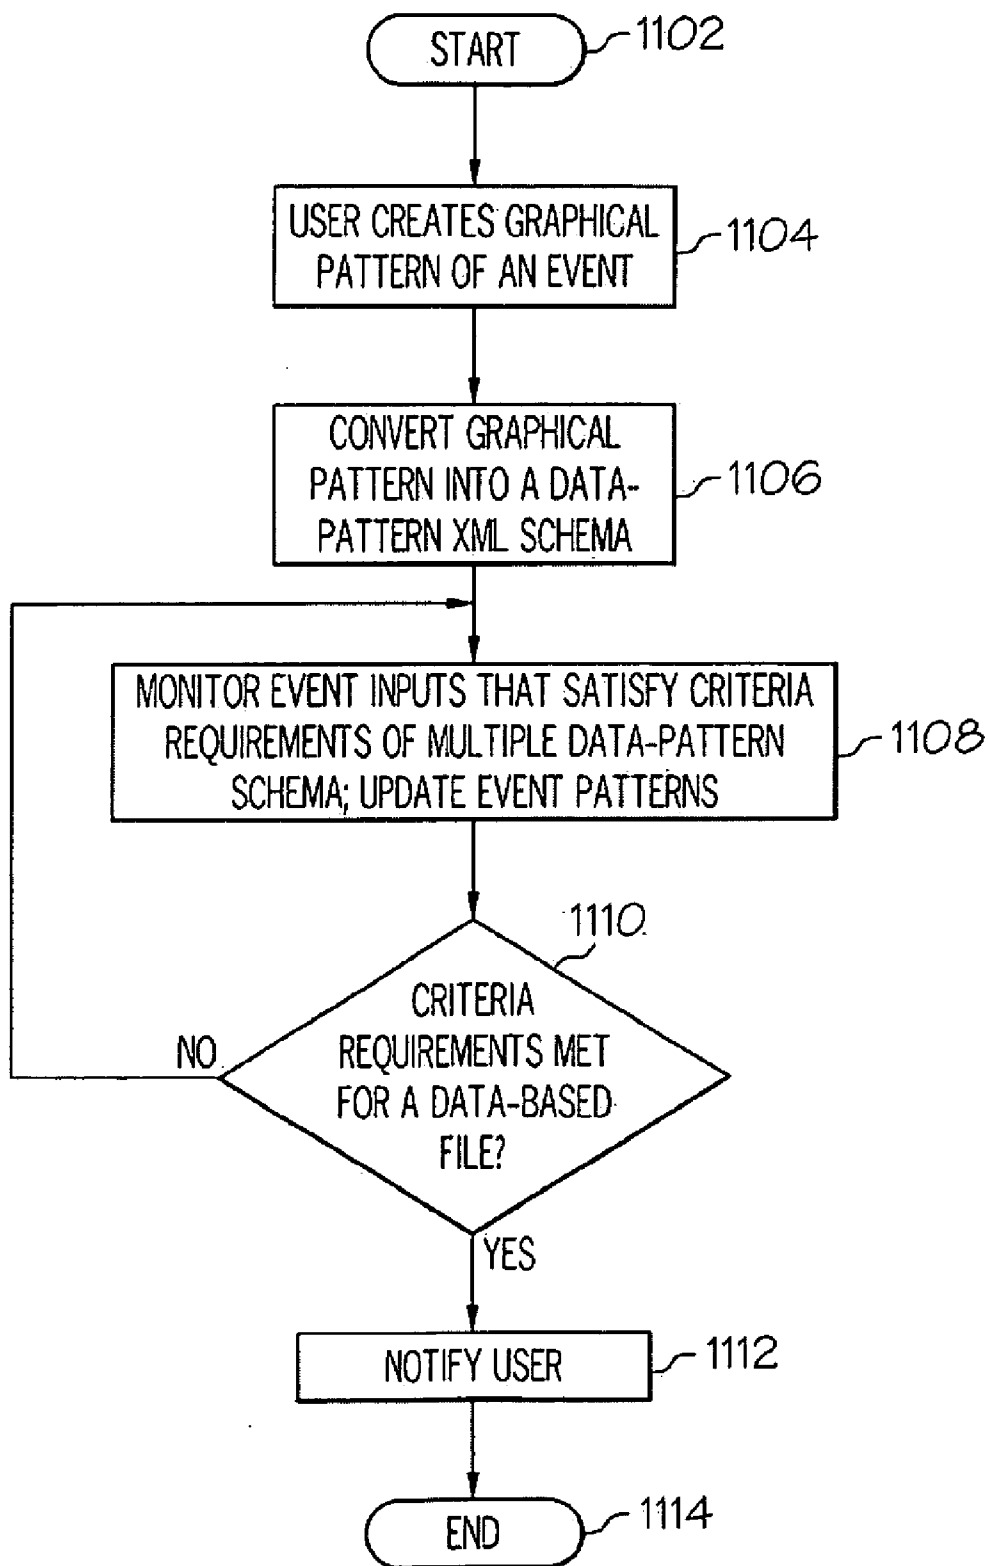 START
1102
USER CREATES GRAPHICAL
PATTERN OF AN EVENT
1104
CONVERT GRAPHICAL
PATTERN INTO A DATA-
PATTERN XML SCHEMA
1106
MONITOR EVENT INPUTS THAT SATISFY CRITERIA
REQUIREMENTS OF MULTIPLE DATA-PATTERN
SCHEMA; UPDATE EVENT PATTERNS
1108
1110
CRITERIA
REQUIREMENTS MET
FOR A DATA-BASED
FILE?
NO
YES
NOTIFY USER
1112
END
1114